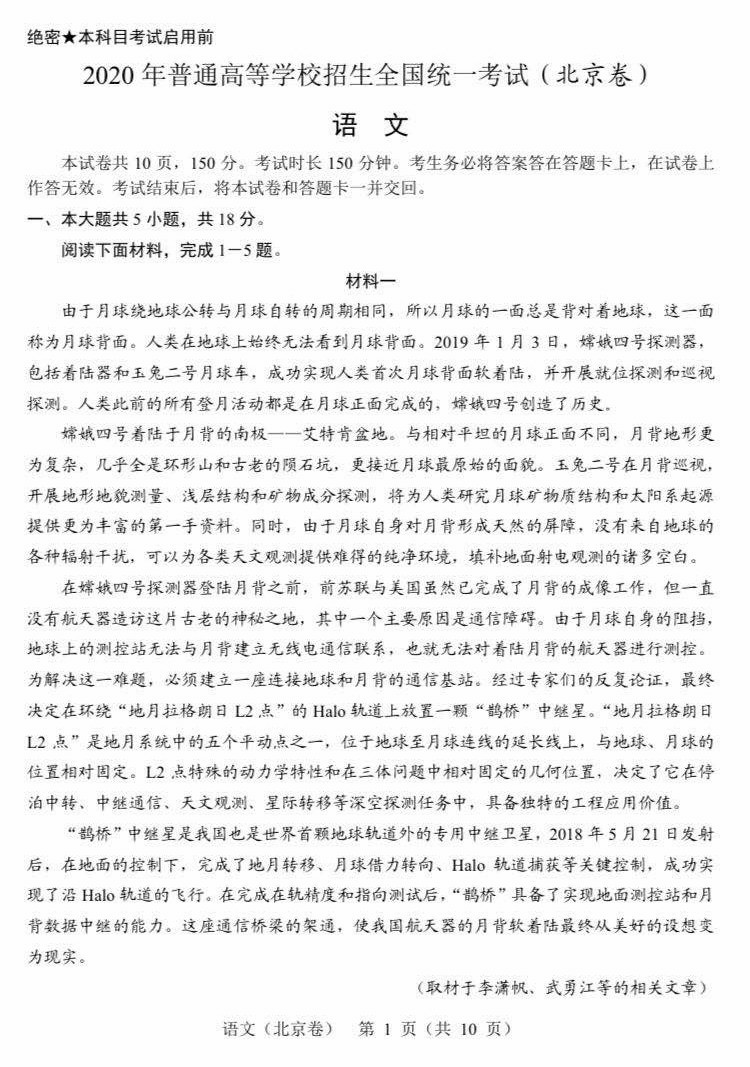 绝密★本科目考试启用前
2020 年普通高等学校招生全国统一考试（北京卷）
语 文
本试卷共 10 页，150 分。考试时长 150 分钟。考生务必将答案答在答题卡上，在试卷上
作答无效。考试结束后，将本试卷和答题卡一并交回。
一、本大题共 5 小题，共 18 分。
阅读下面材料，完成 1－5 题。
材料一
由于月球绕地球公转与月球自转的周期相同，所以月球的一面总是背对着地球，这一面
称为月球背面。人类在地球上始终无法看到月球背面。2019 年 1 月 3 日，嫦娥四号探测器，
包括着陆器和玉兔二号月球车，成功实现人类首次月球背面软着陆，并开展就位探测和巡视
探测。人类此前的所有登月活动都是在月球正面完成的，嫦娥四号创造了历史。
嫦娥四号着陆于月背的南极——艾特肯盆地。与相对平坦的月球正面不同，月背地形更
为复杂，几乎全是环形山和古老的陨石坑，更接近月球最原始的面貌。玉兔二号在月背巡视，
开展地形地貌测量、浅层结构和矿物成分探测，将为人类研究月球矿物质结构和太阳系起源
提供更为丰富的第一手资料。同时，由于月球自身对月背形成天然的屏障，没有来自地球的
各种辐射干扰，可以为各类天文观测提供难得的纯净环境，填补地面射电观测的诸多空白。
在嫦娥四号探测器登陆月背之前，前苏联与美国虽然已完成了月背的成像工作，但一直
没有航天器造访这片古老的神秘之地，其中一个主要原因是通信障碍。由于月球自身的阻挡，
地球上的测控站无法与月背建立无线电通信联系，也就无法对着陆月背的航天器进行测控。
为解决这一难题，必须建立一座连接地球和月背的通信基站。经过专家们的反复论证，最终
决定在环绕“地月拉格朗日 L2 点”的 Halo 轨道上放置一颗“鹊桥”中继星。“地月拉格朗日
L2 点”是地月系统中的五个平动点之一，位于地球至月球连线的延长线上，与地球、月球的
位置相对固定。L2 点特殊的动力学特性和在三体问题中相对固定的几何位置，决定了它在停
泊中转、中继通信、天文观测、星际转移等深空探测任务中，具备独特的工程应用价值。
“鹊桥”中继星是我国也是世界首颗地球轨道外的专用中继卫星，2018 年 5 月 21 日发射
后，在地面的控制下，完成了地月转移、月球借力转向、Halo 轨道捕获等关键控制，成功实
现了沿 Halo 轨道的飞行。在完成在轨精度和指向测试后，“鹊桥”具备了实现地面测控站和月
背数据中继的能力。这座通信桥梁的架通，使我国航天器的月背软着陆最终从美好的设想变
为现实。
（取材于李潇帆、武勇江等的相关文章）
语文（北京卷） 第 1 页（共 10 页）